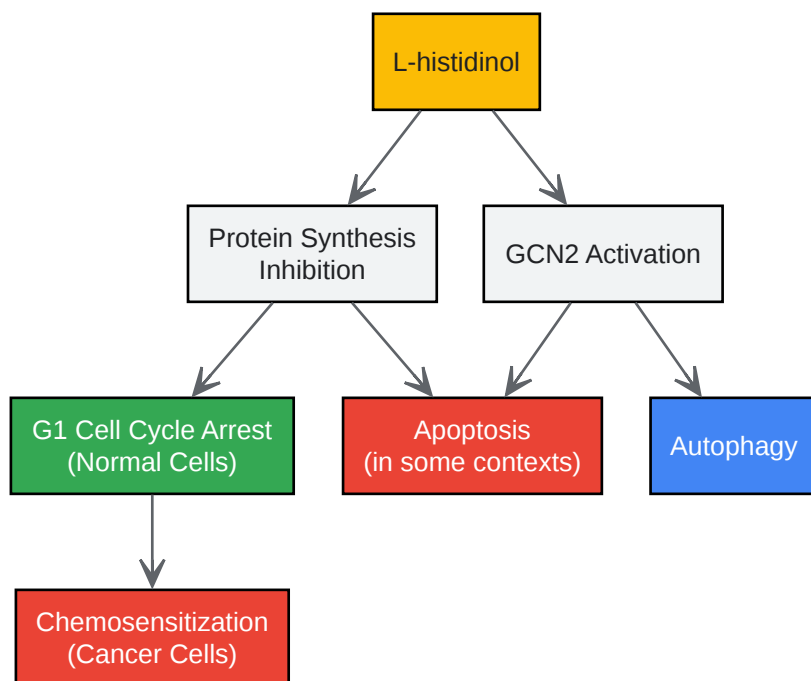 L-histidinol
Protein Synthesis
Inhibition
GCN2 Activation
G1 Cell Cycle Arrest
(Normal Cells)
Apoptosis
(in some contexts)
Autophagy
Chemosensitization
(Cancer Cells)